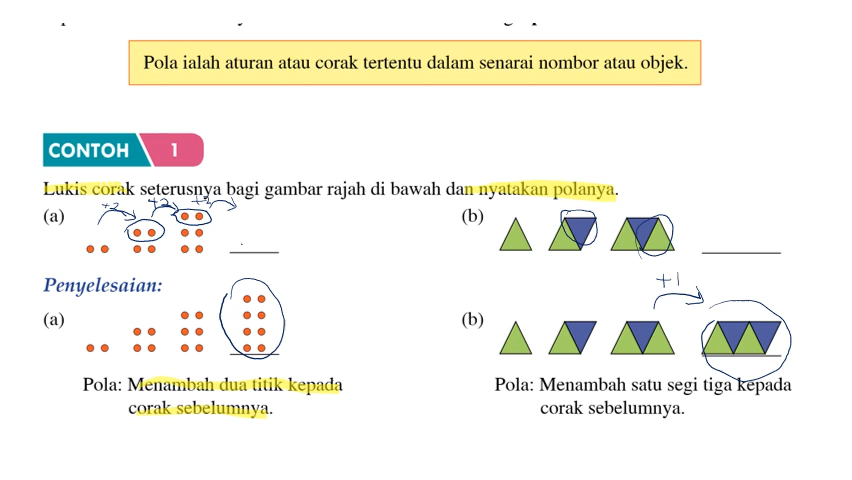 Pola ialah aturan atau corak tertentu dalam senarai nombor atau objek.
CONTOH 1
Lukis corak seterusnya bagi gambar rajah di bawah dan nyatakan polanya.
+2 +2 +2
(a)
(b)
Penyelesaian:
+1
(a)
(b)
Pola: Menambah dua titik kepada
corak sebelumnya.
Pola: Menambah satu segi tiga kepada
corak sebelumnya.